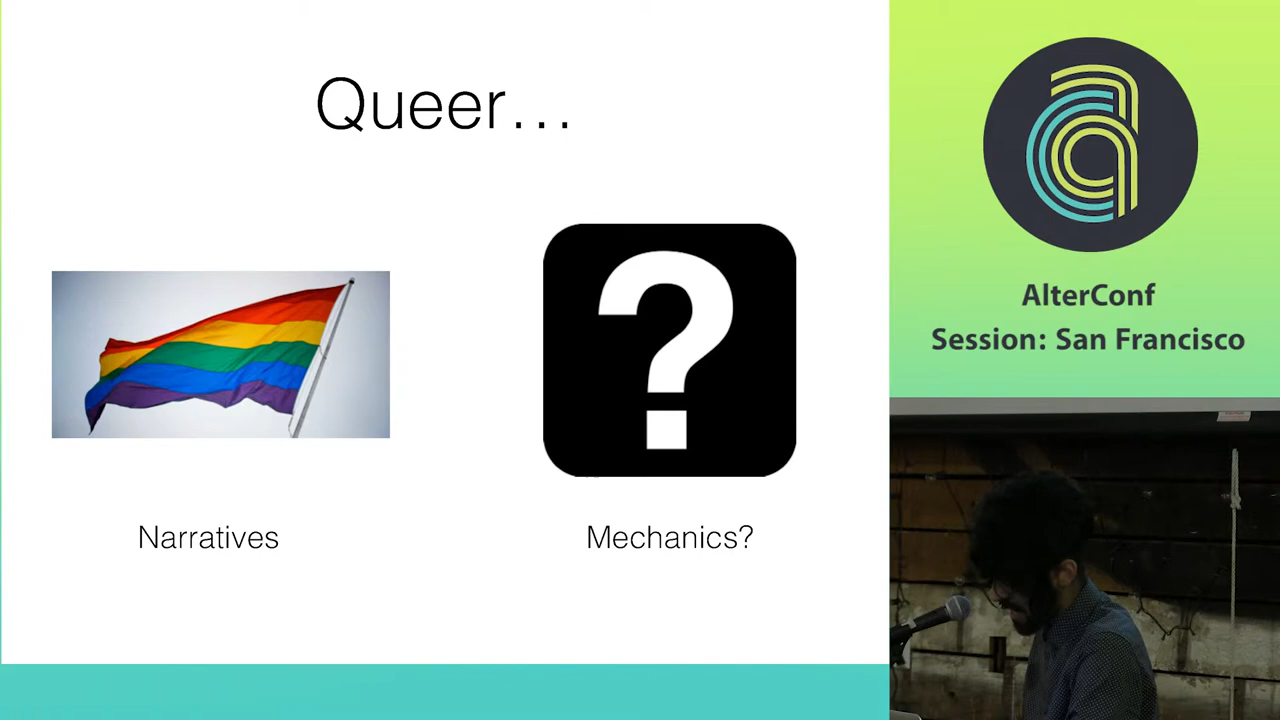 Queer…
?
Narratives
Mechanics?
AlterConf
Session: San Francisco